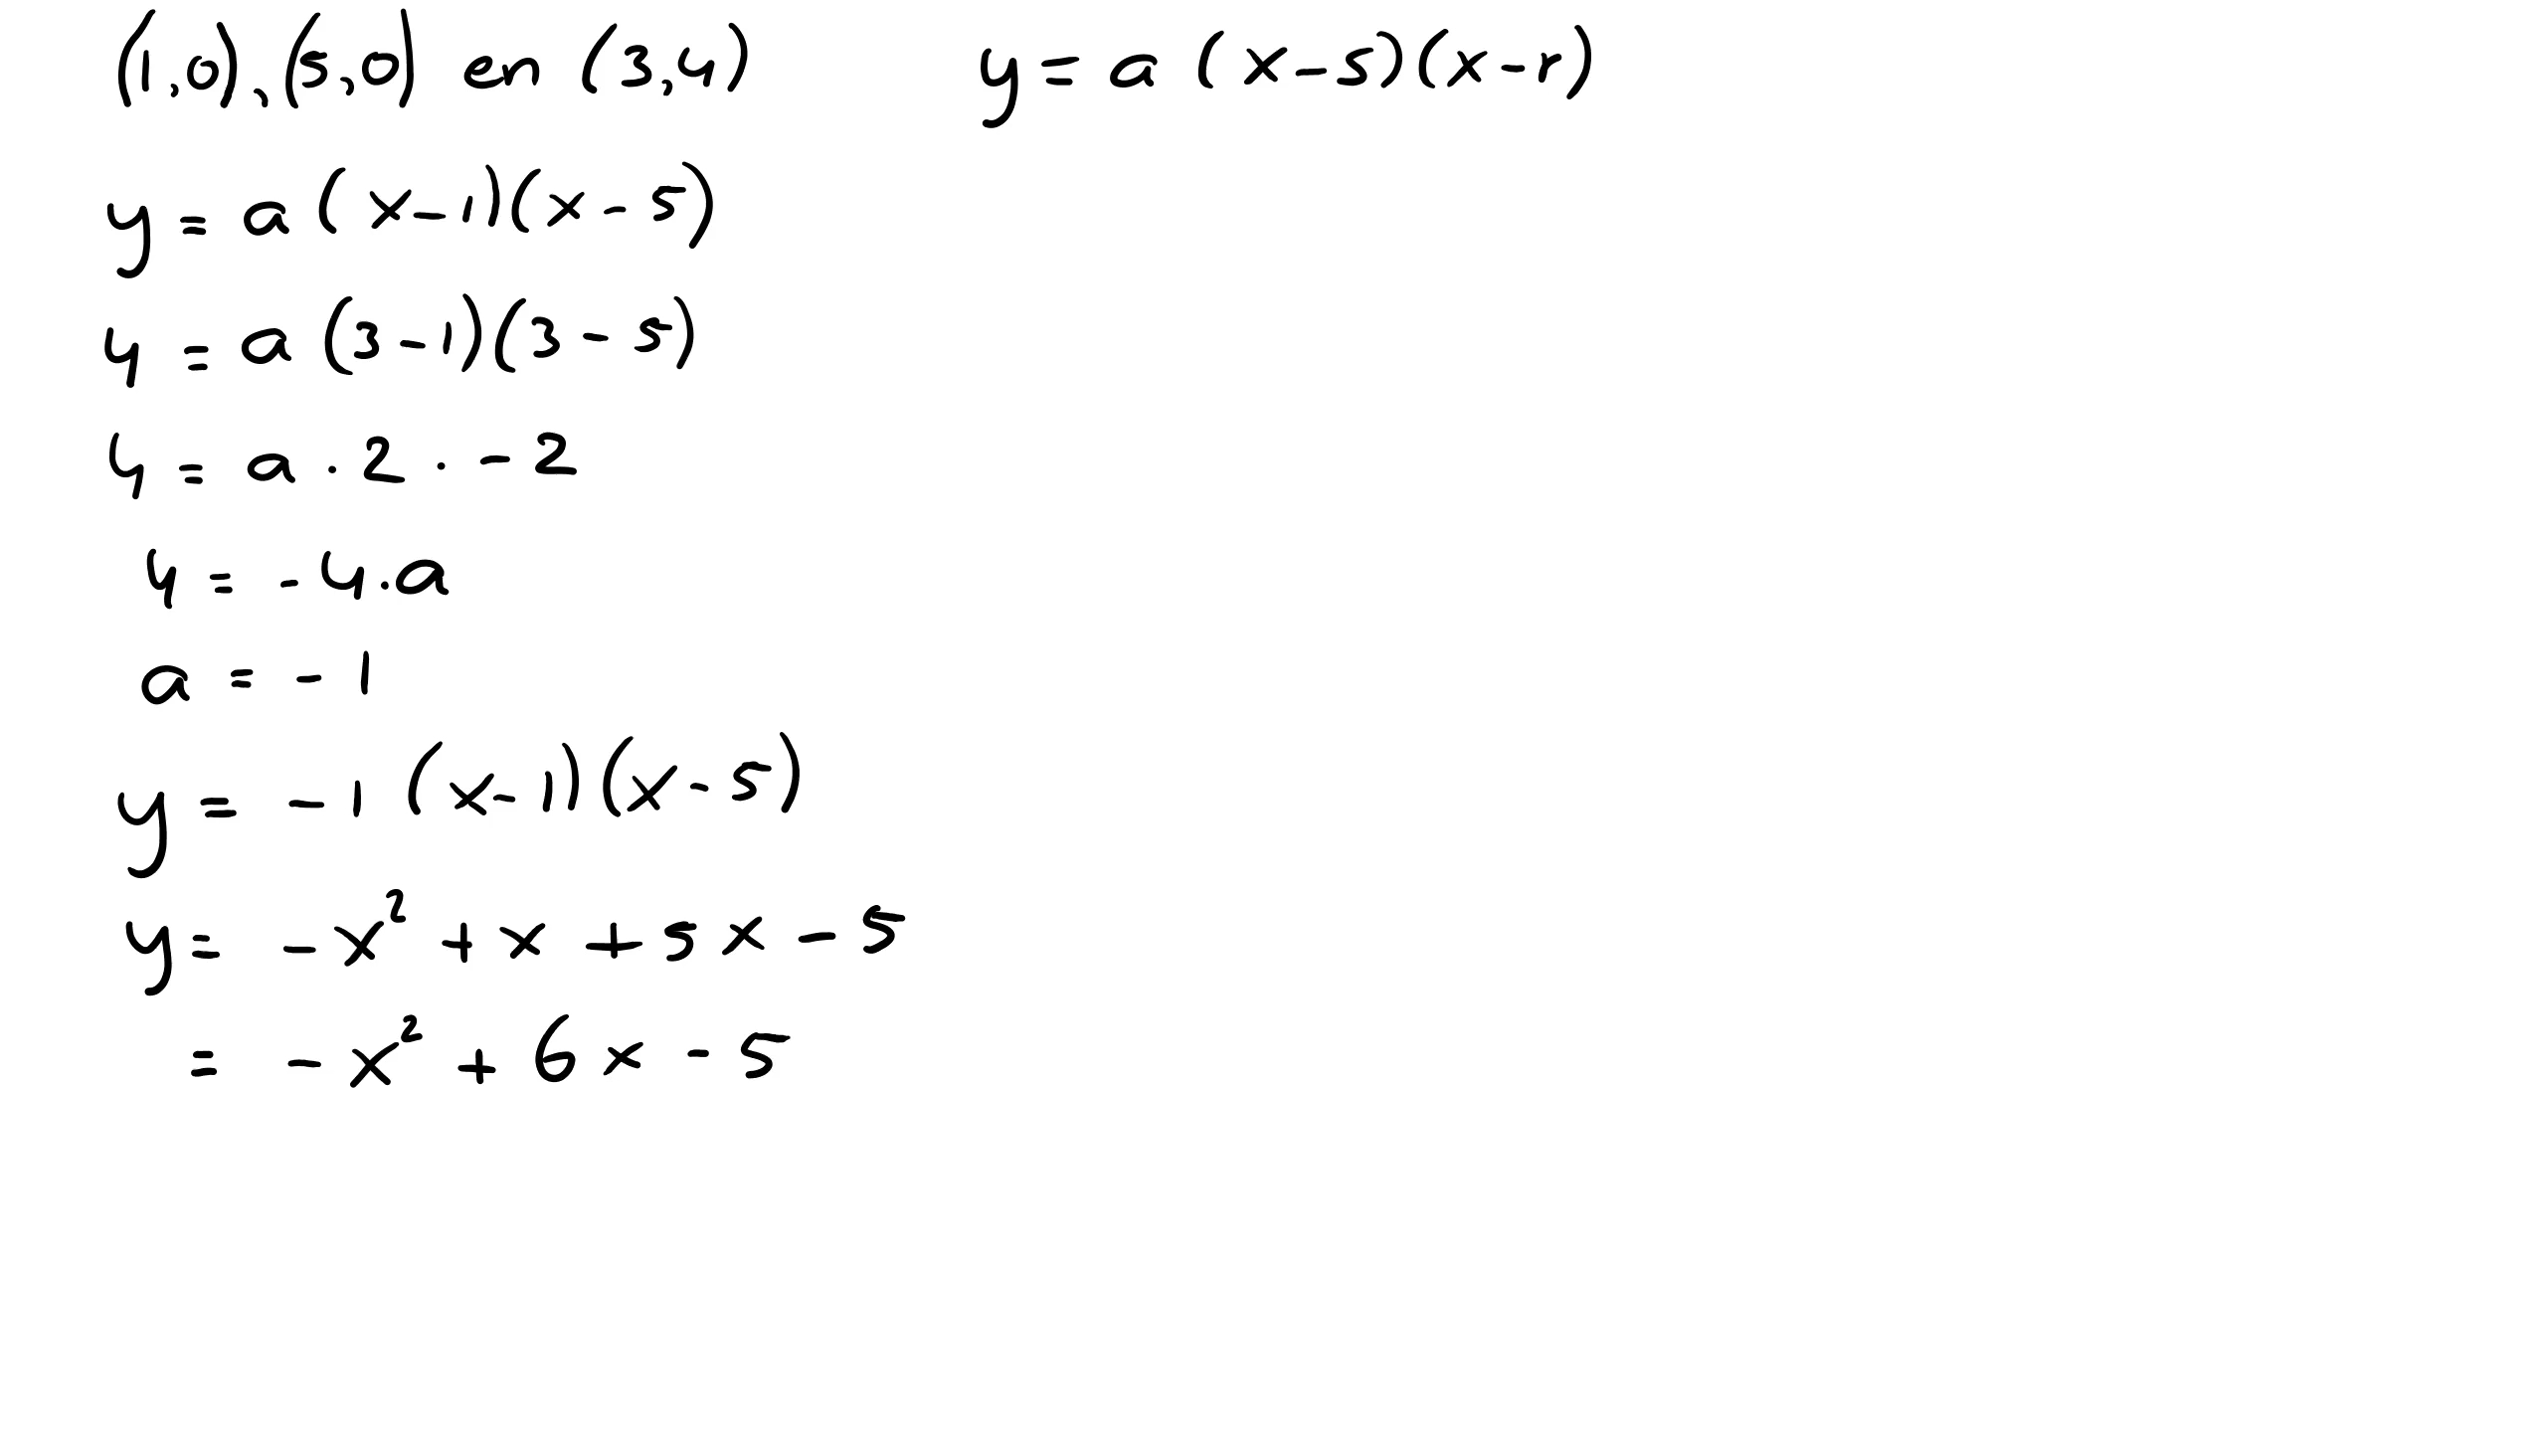 (1,0), (5,0) en (3,4)
y = a (x-s)(x-r)
y = a (x-1)(x-5)
4 = a (3-1)(3-5)
4 = a · 2 · -2
4 = -4·a
a = -1
y = -1 (x-1)(x-5)
y = -x² + x + 5x - 5
= -x² + 6x - 5